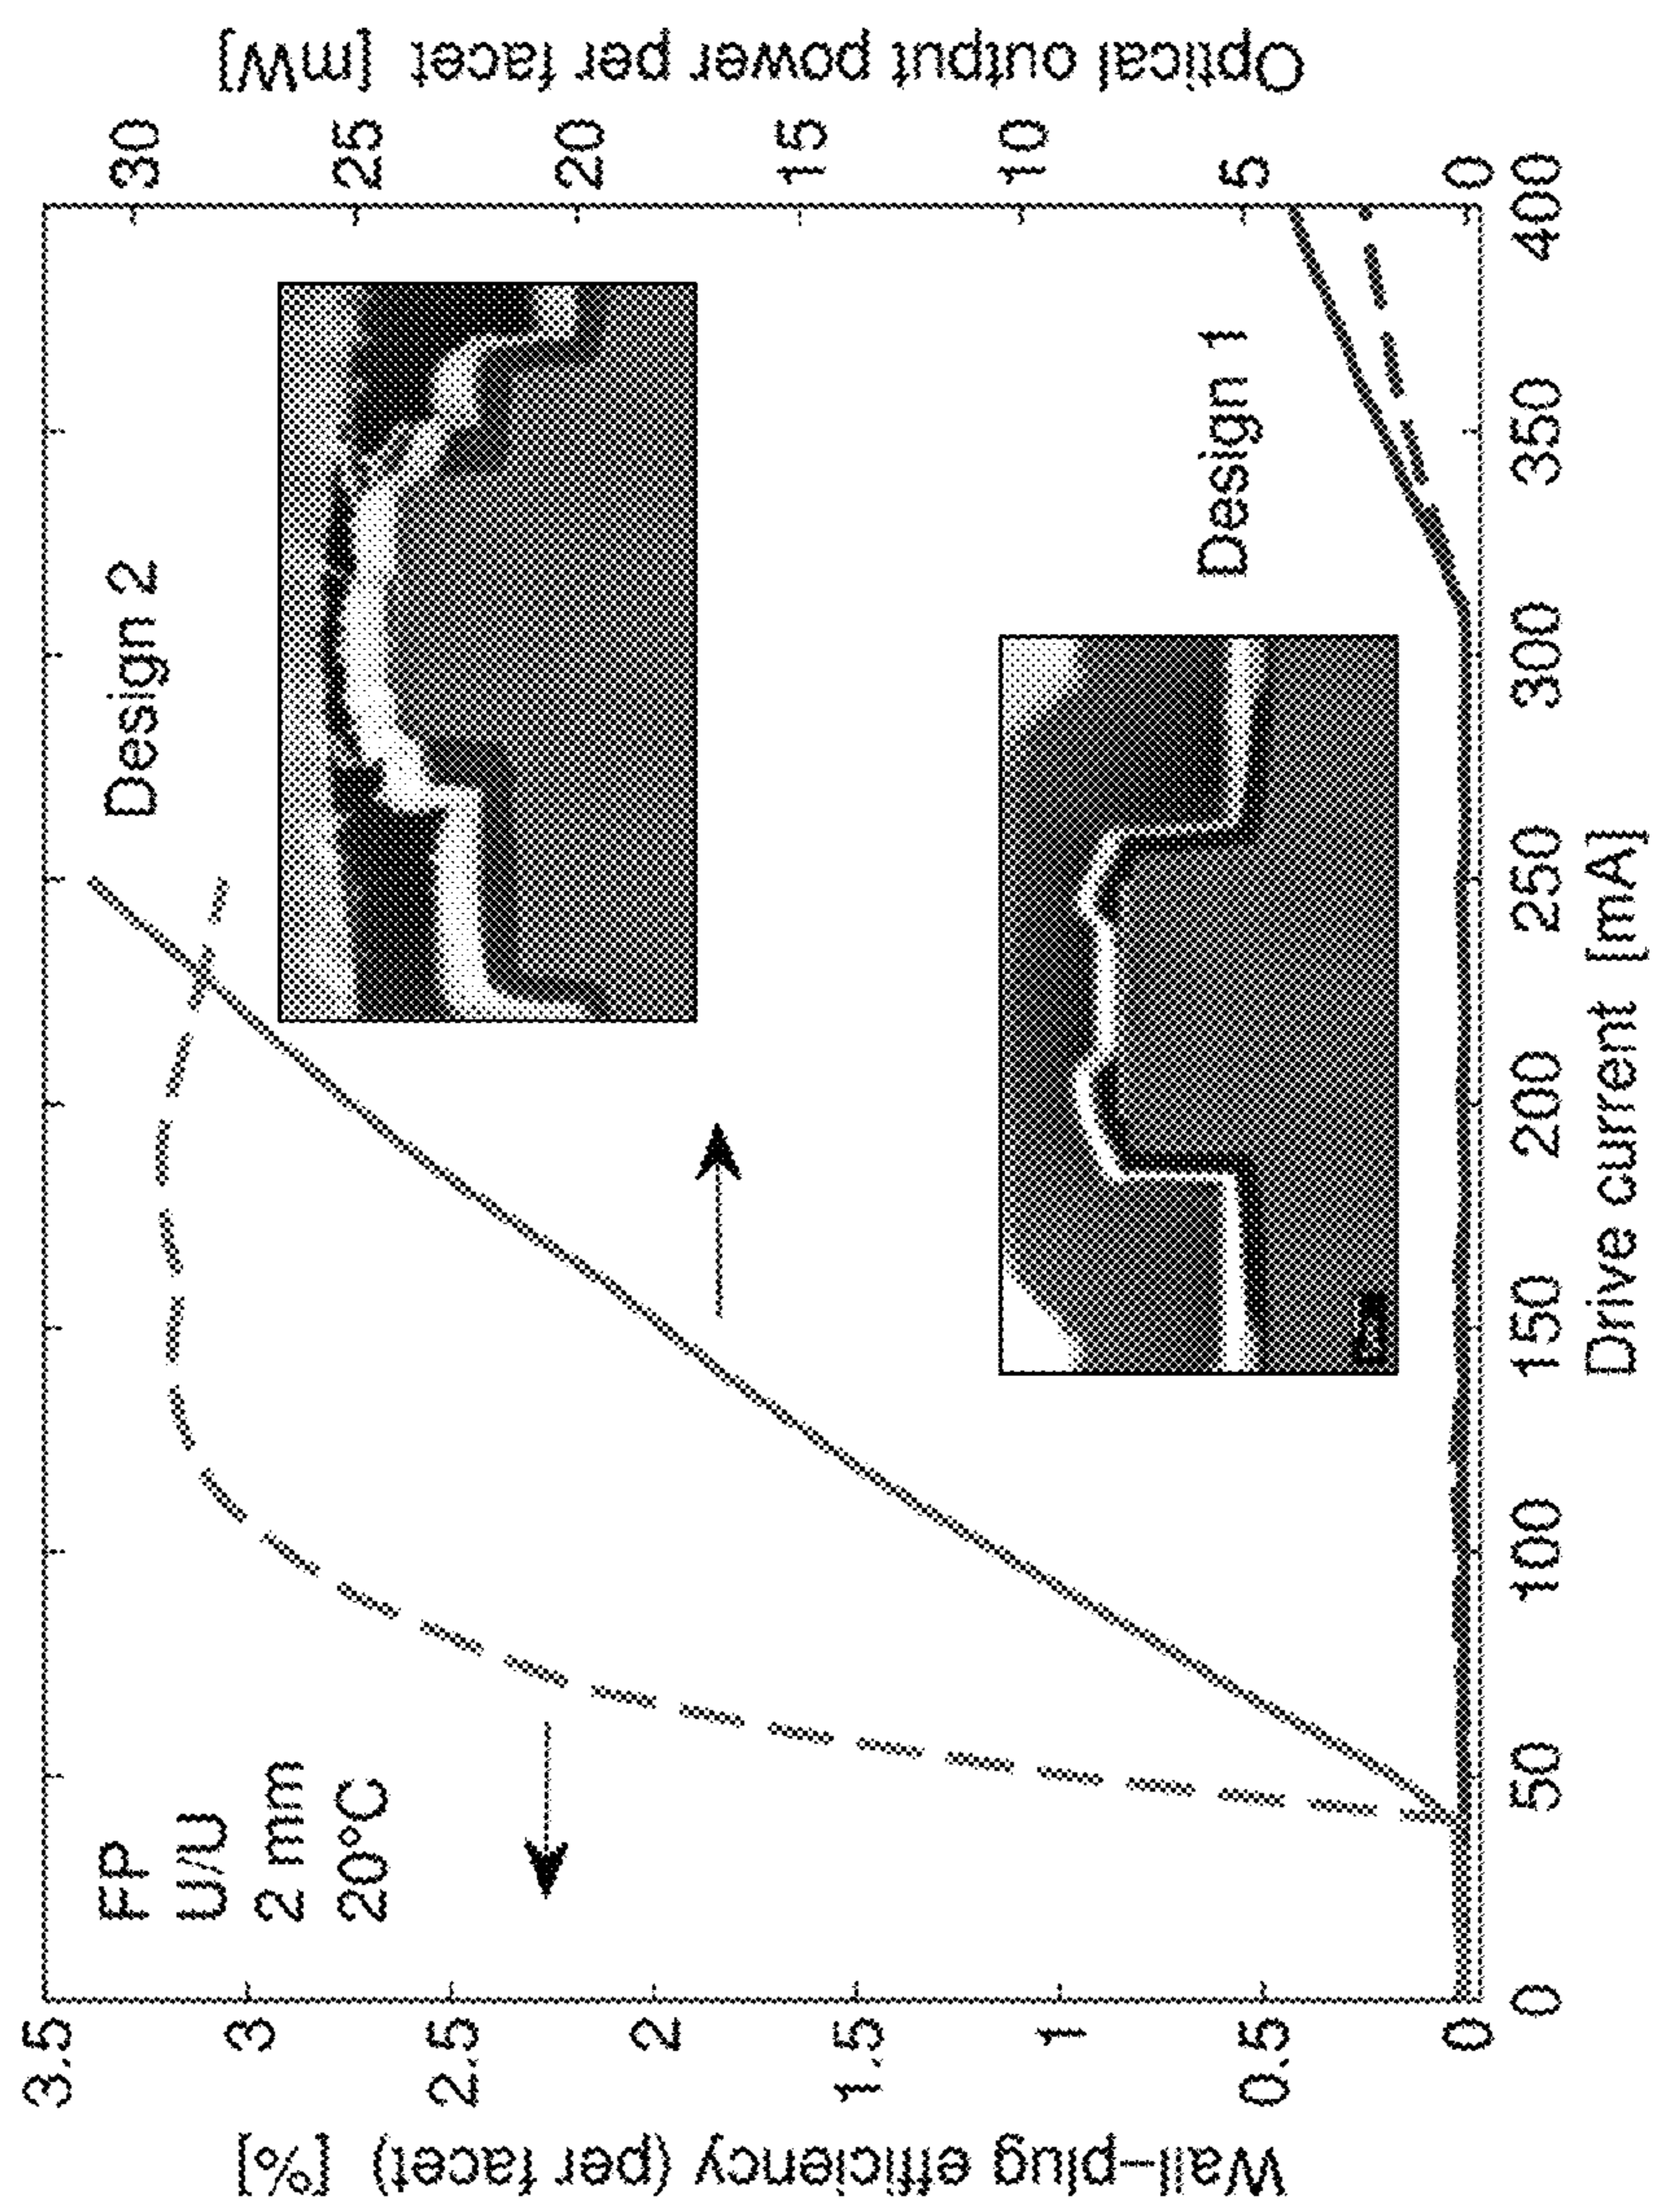 FP
U/U
2 mm
20°C
Design 2
Design 1
3.5
3
2.5
2
1.5
1
0.5
0
Wall-plug efficiency (per facet) [%]
30
25
20
15
10
5
0
Optical output power per facet [mW]
0
50
100
150
200
250
300
350
400
Drive current [mA]